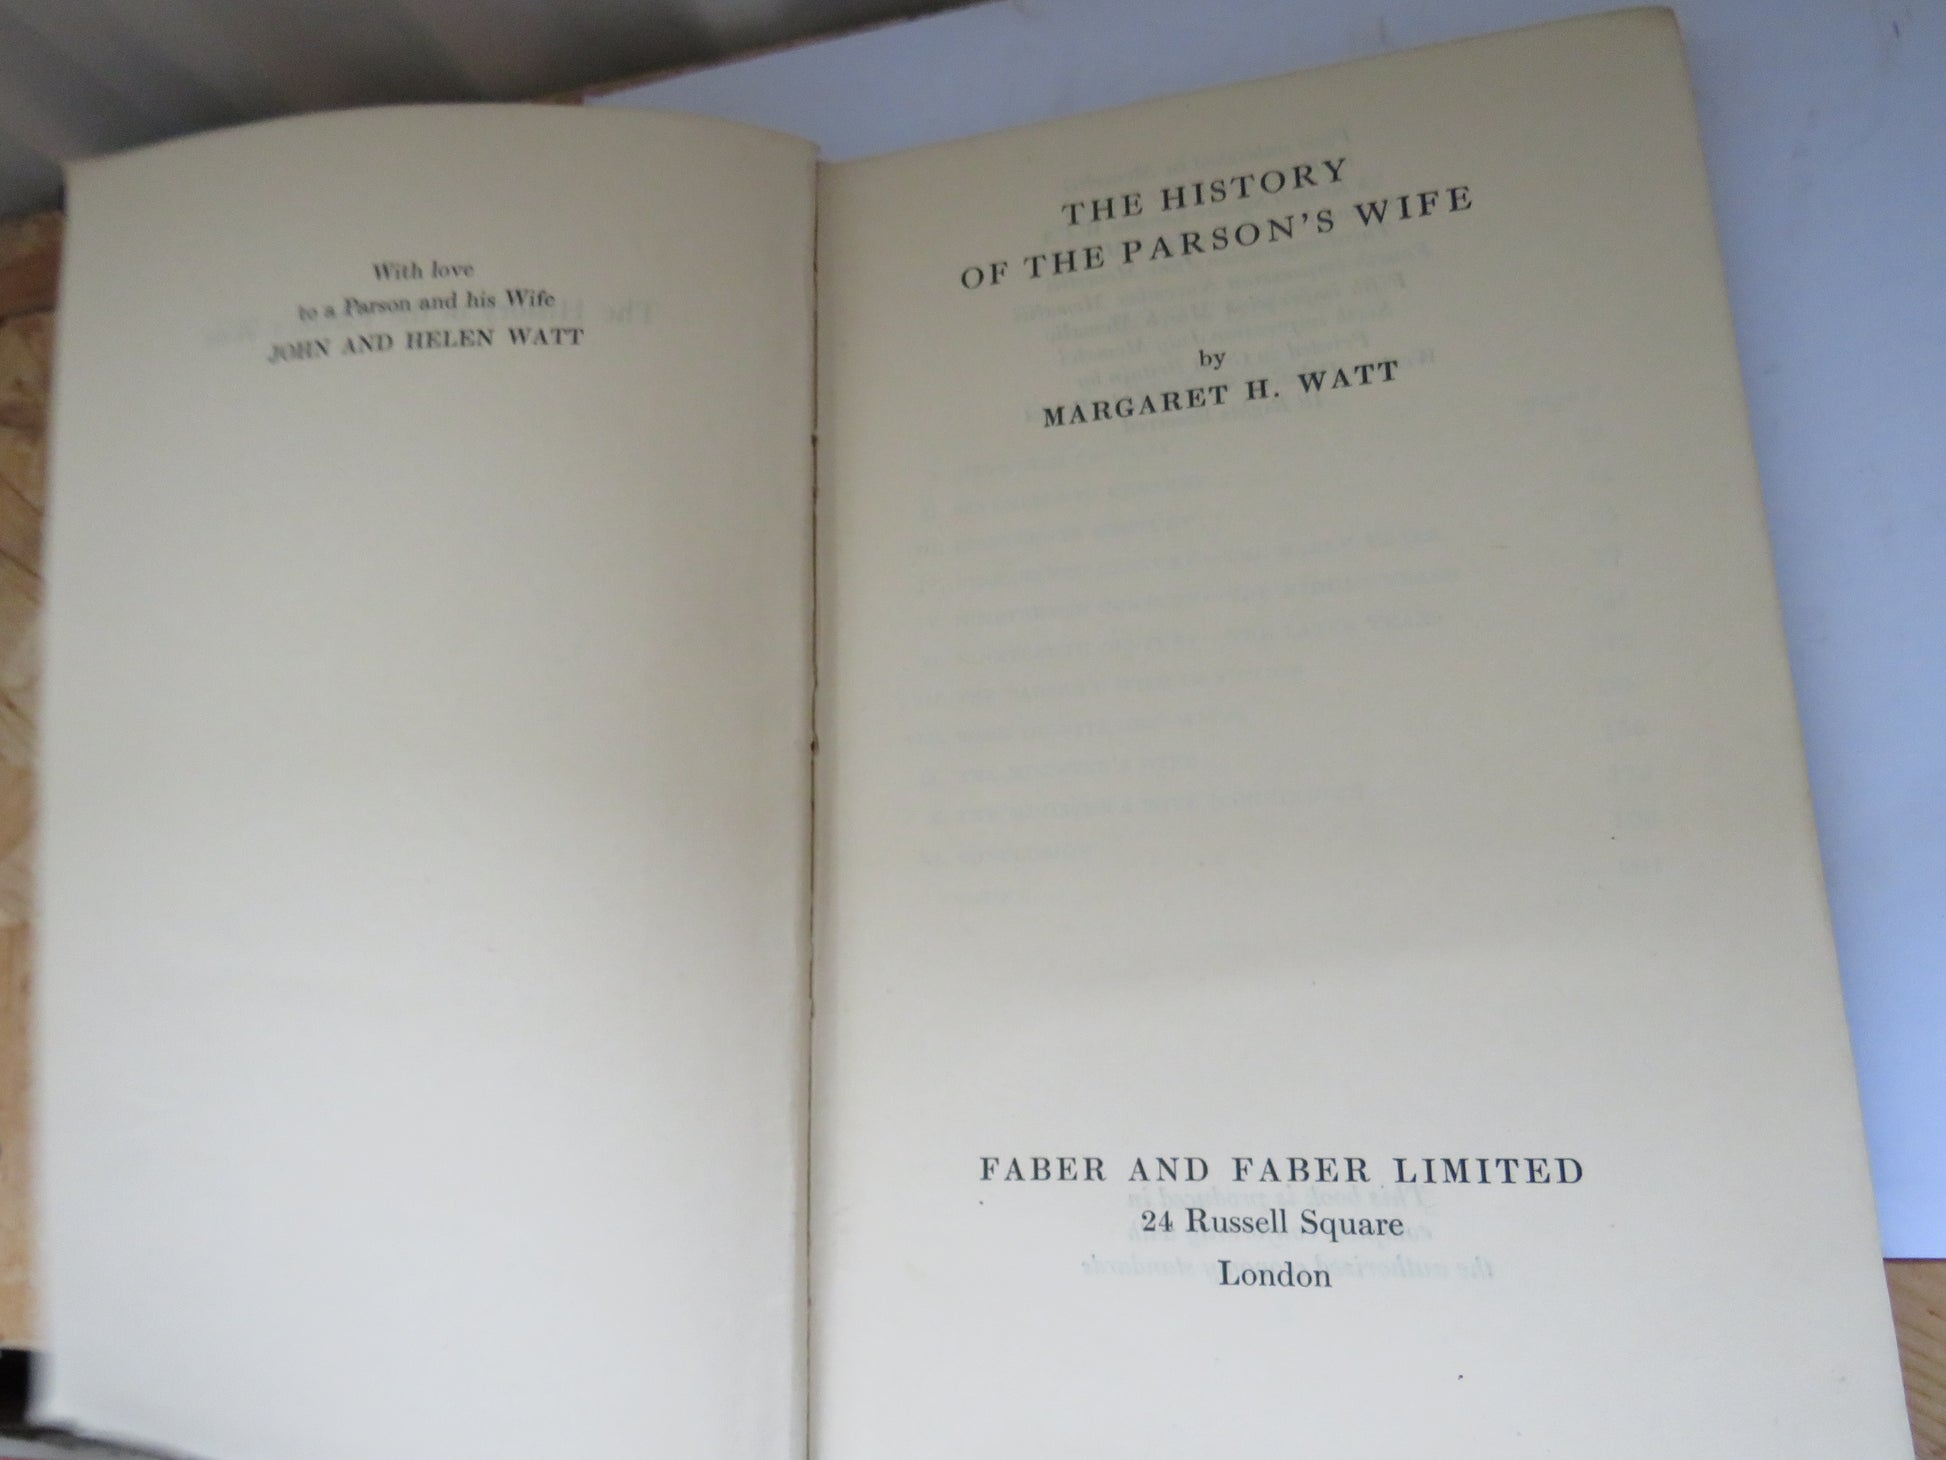 With love
to a Parson and his Wife
JOHN AND HELEN WATT
THE HISTORY
OF THE PARSON'S WIFE
by
MARGARET H. WATT
FABER AND FABER LIMITED
24 Russell Square
London